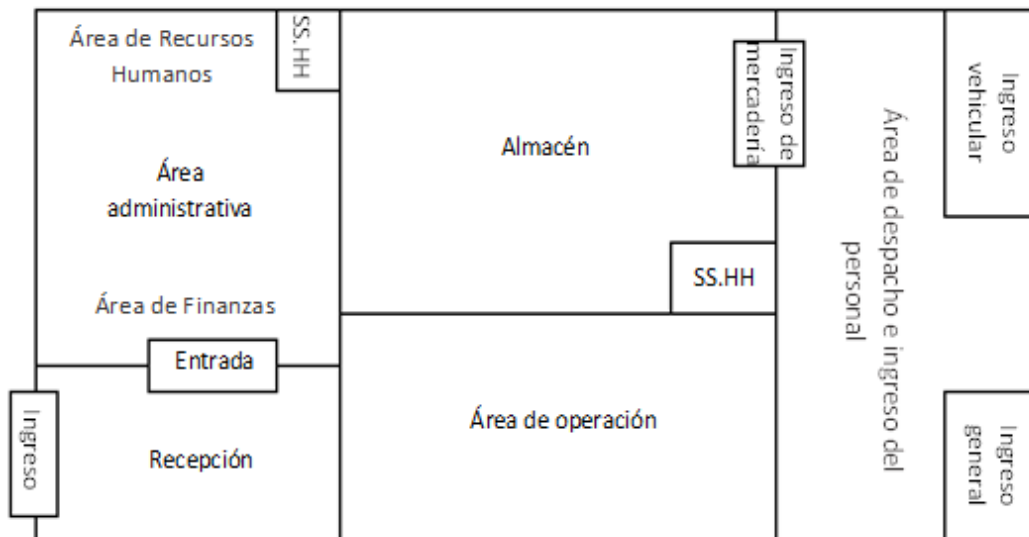 Área de Recursos
Humanos
SS.HH
Área
administrativa
Área de Finanzas
Entrada
Ingreso
Recepción
Almacén
SS.HH
Área de operación
Ingreso de
mercadería
Área de despacho e ingreso del
personal
Ingreso
vehicular
Ingreso
general